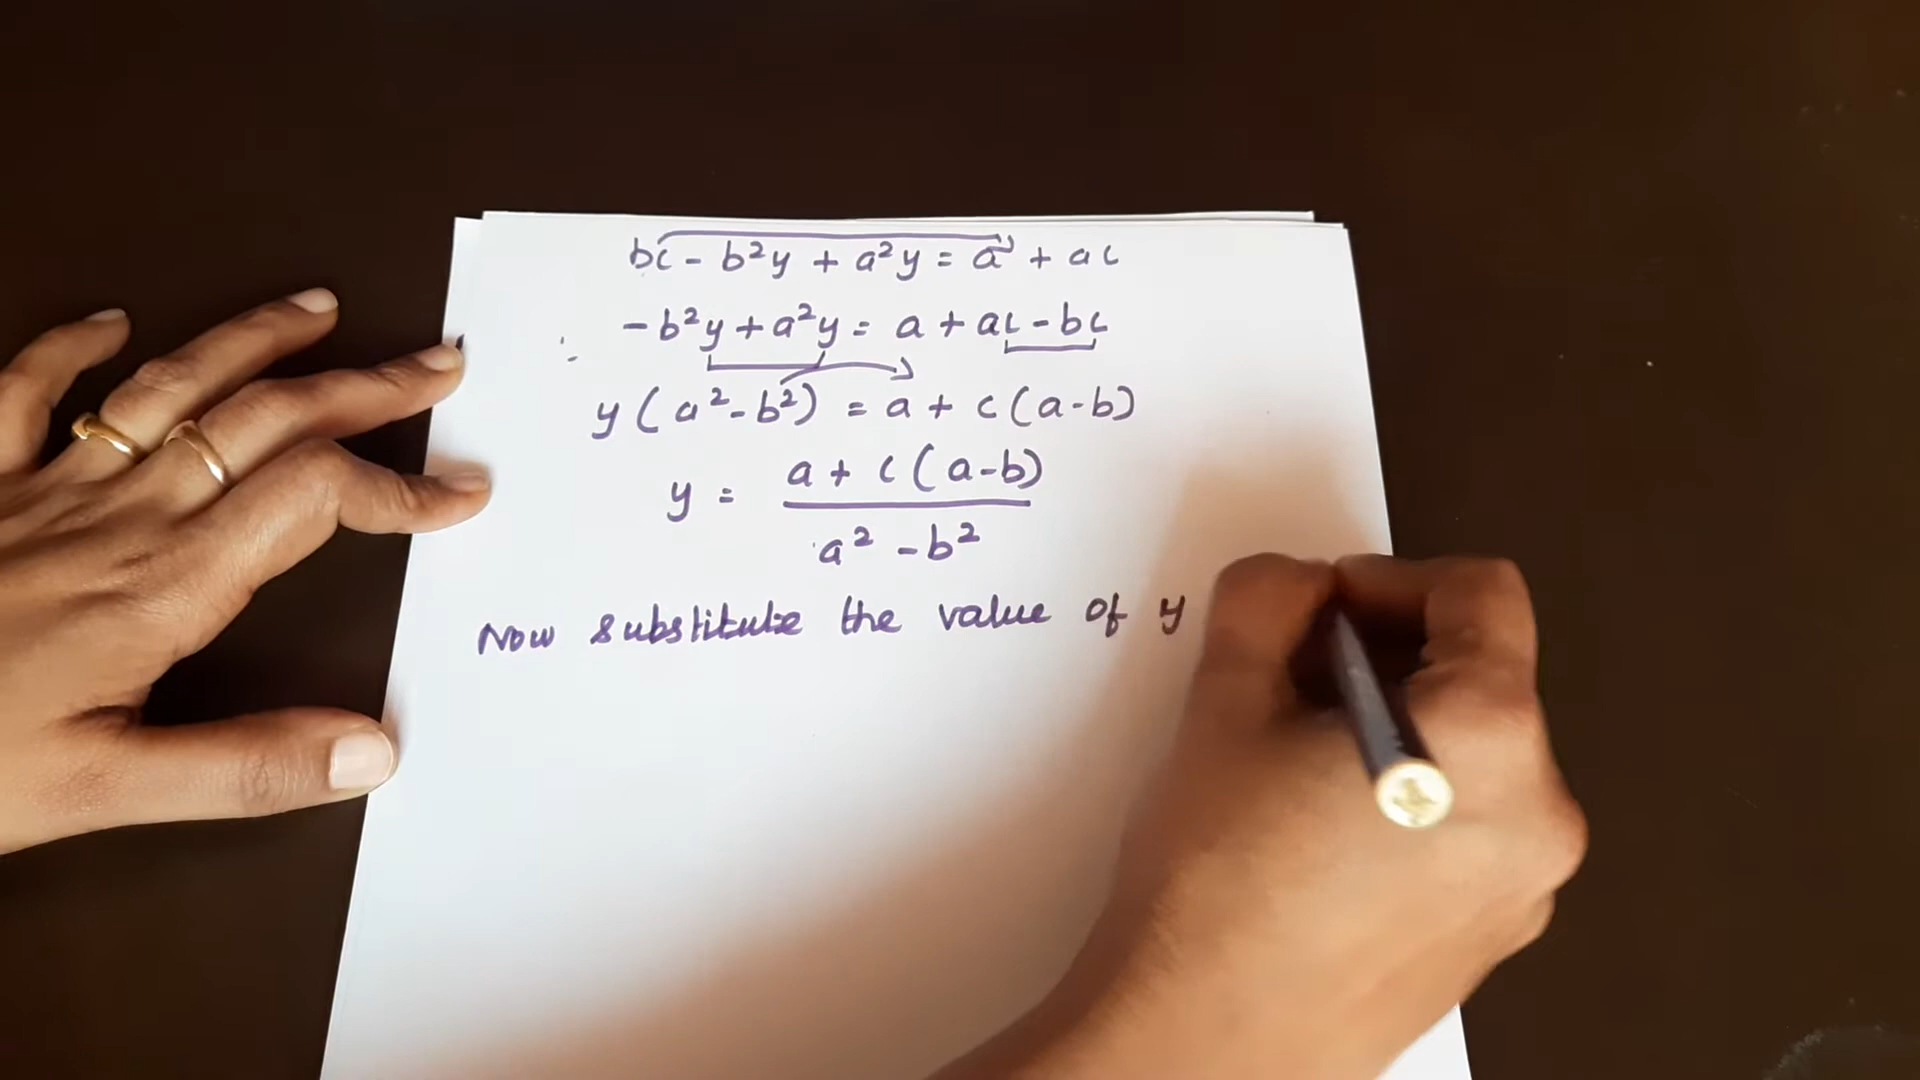 bc - b²y + a²y = a + ac
- b²y + a²y = a + ac - bc
y ( a² - b² ) = a + c ( a - b )
y = a + c ( a - b ) / a² - b²
Now substitute the value of y